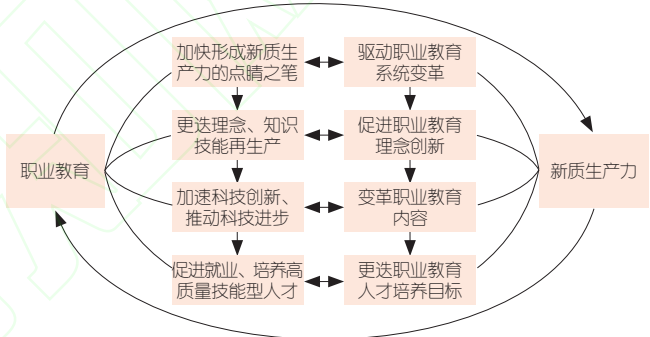 加快形成新质生
产力的点睛之笔
驱动职业教育
系统变革
更迭理念、知识
技能再生产
促进职业教育
理念创新
职业教育
新质生产力
加速科技创新、
推动科技进步
变革职业教育
内容
促进就业、培养高
质量技能型人才
更迭职业教育
人才培养目标